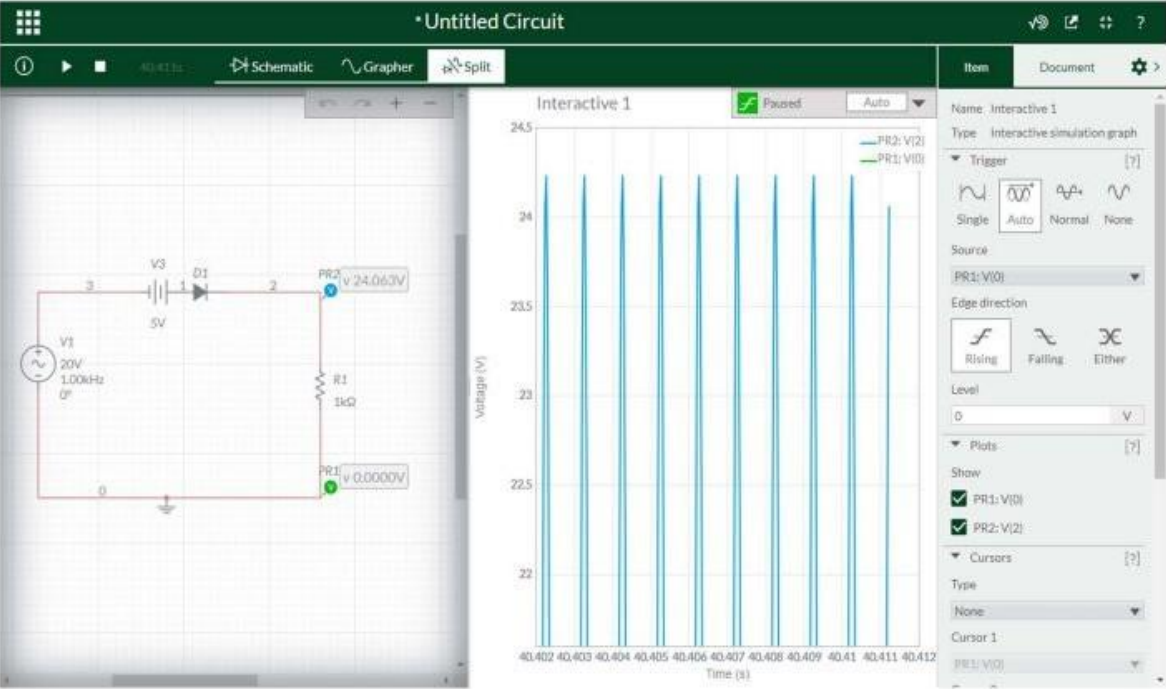 *Untitled Circuit
?
40.411s
Schematic
Grapher
Split
Item
Document
Interactive 1
Paused
Auto
Name: Interactive 1
Type Interactive simulation graph
24.5
PR2: V(2)
PR1: V(0)
Trigger
[?]
Single
Auto
Normal
None
24
Source
PR1: V(0)
V3
D1
3
1
2
PR2
v 24.063V
5V
23.5
Edge direction
Rising
Falling
Either
V1
20V
1.00kHz
0°
R1
1kΩ
Voltage (V)
23
Level
0
V
PR1
v 0.0000V
0
22.5
Plots
[?]
Show
PR1: V(0)
PR2: V(2)
22
Cursors
[?]
Type
None
Cursor 1
PR1: V(0)
40.402 40.403 40.404 40.405 40.406 40.407 40.408 40.409 40.41 40.411 40.412
Time (s)